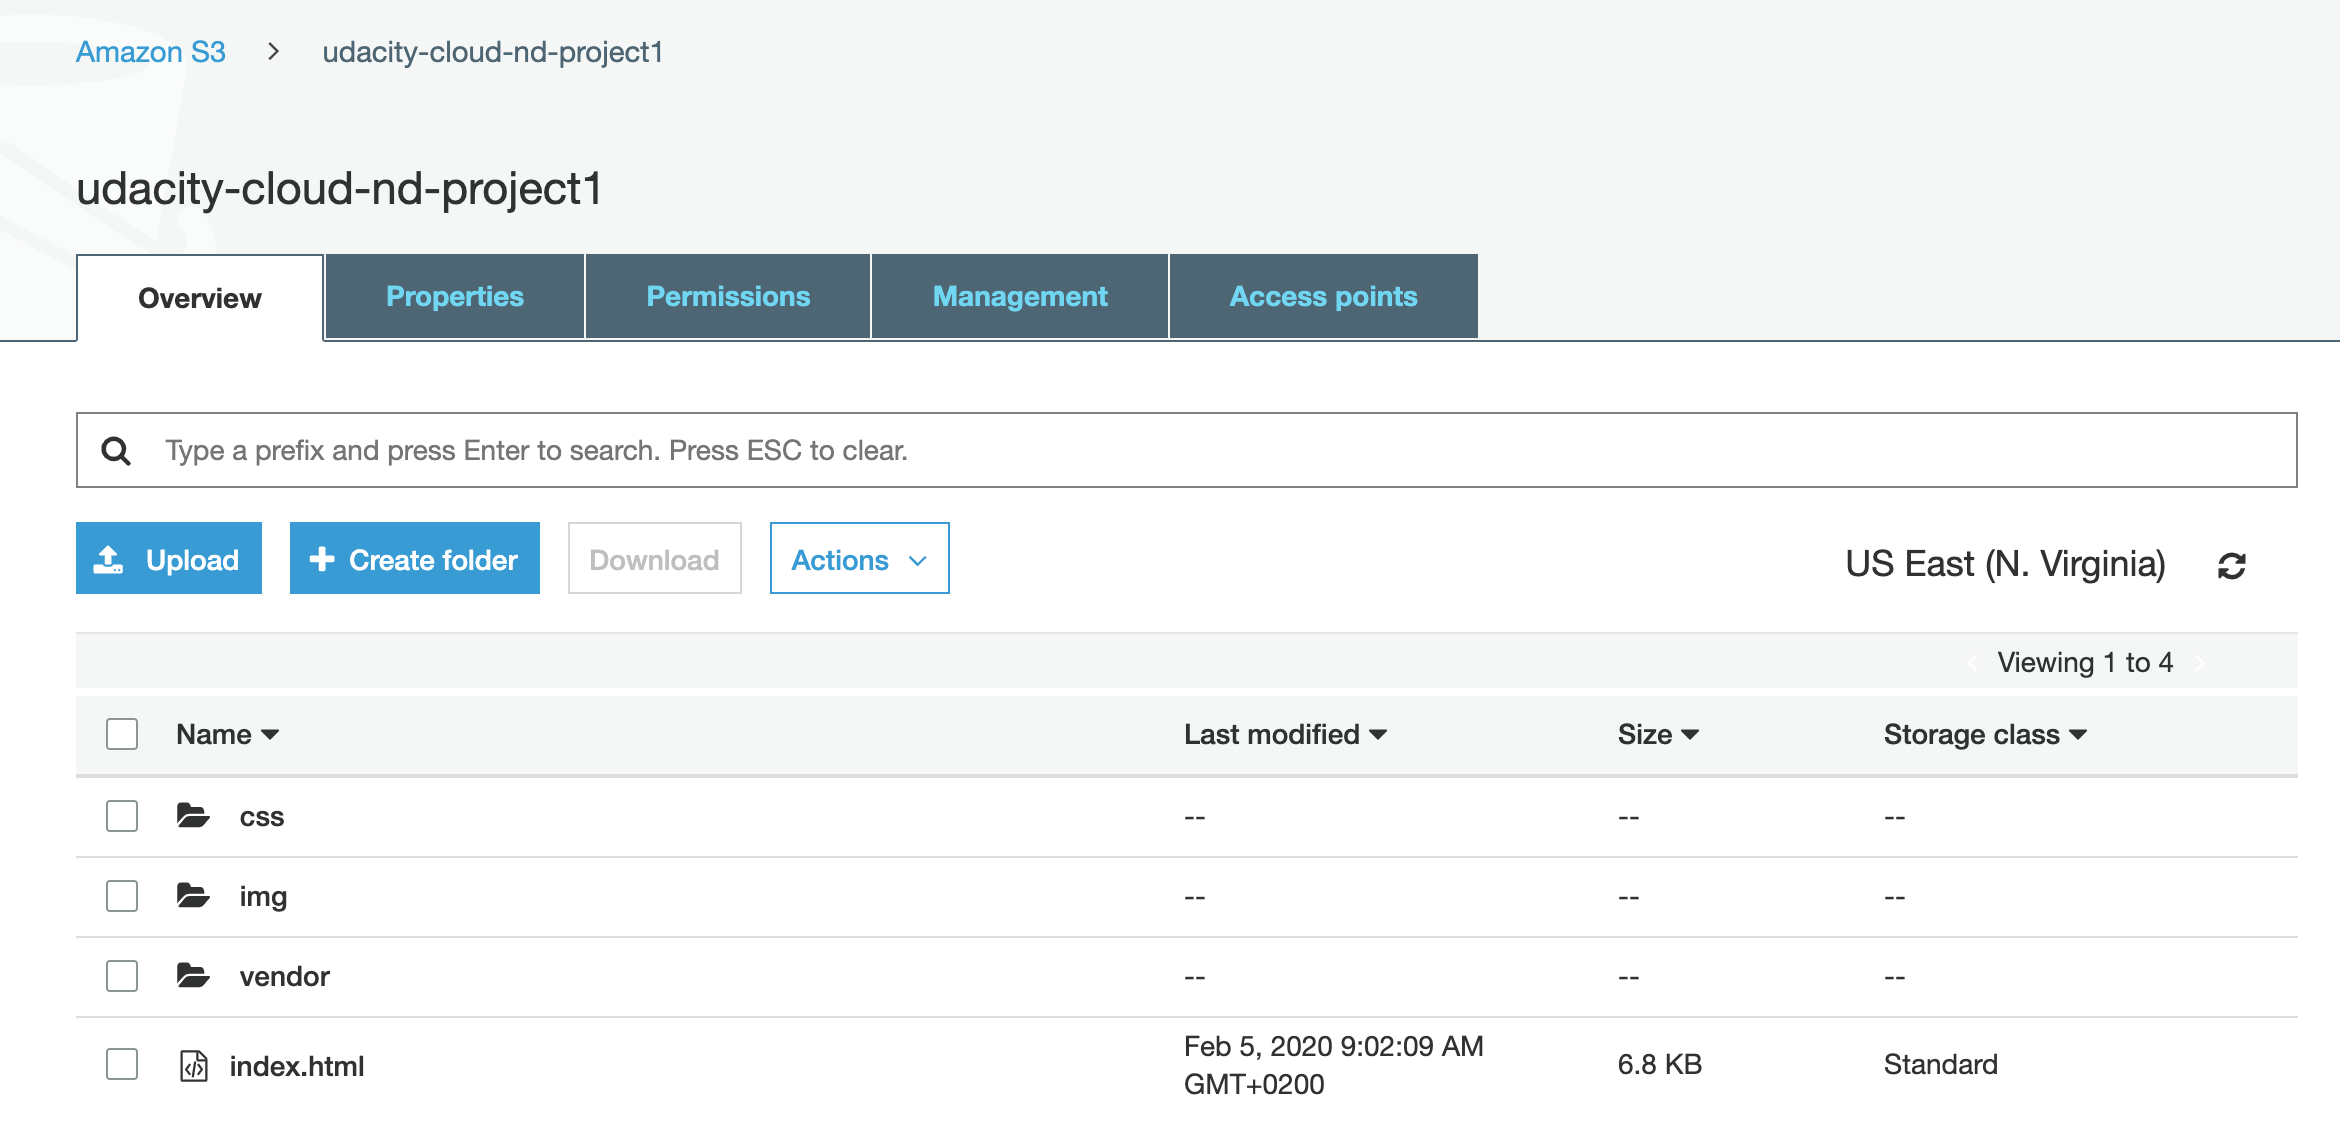 Amazon S3 > udacity-cloud-nd-project1
udacity-cloud-nd-project1
Overview Properties Permissions Management Access points
Type a prefix and press Enter to search. Press ESC to clear.
Upload Create folder Download Actions US East (N. Virginia)
Viewing 1 to 4
Name Last modified Size Storage class
css -- -- --
img -- -- --
vendor -- -- --
index.html Feb 5, 2020 9:02:09 AM 6.8 KB Standard
GMT+0200